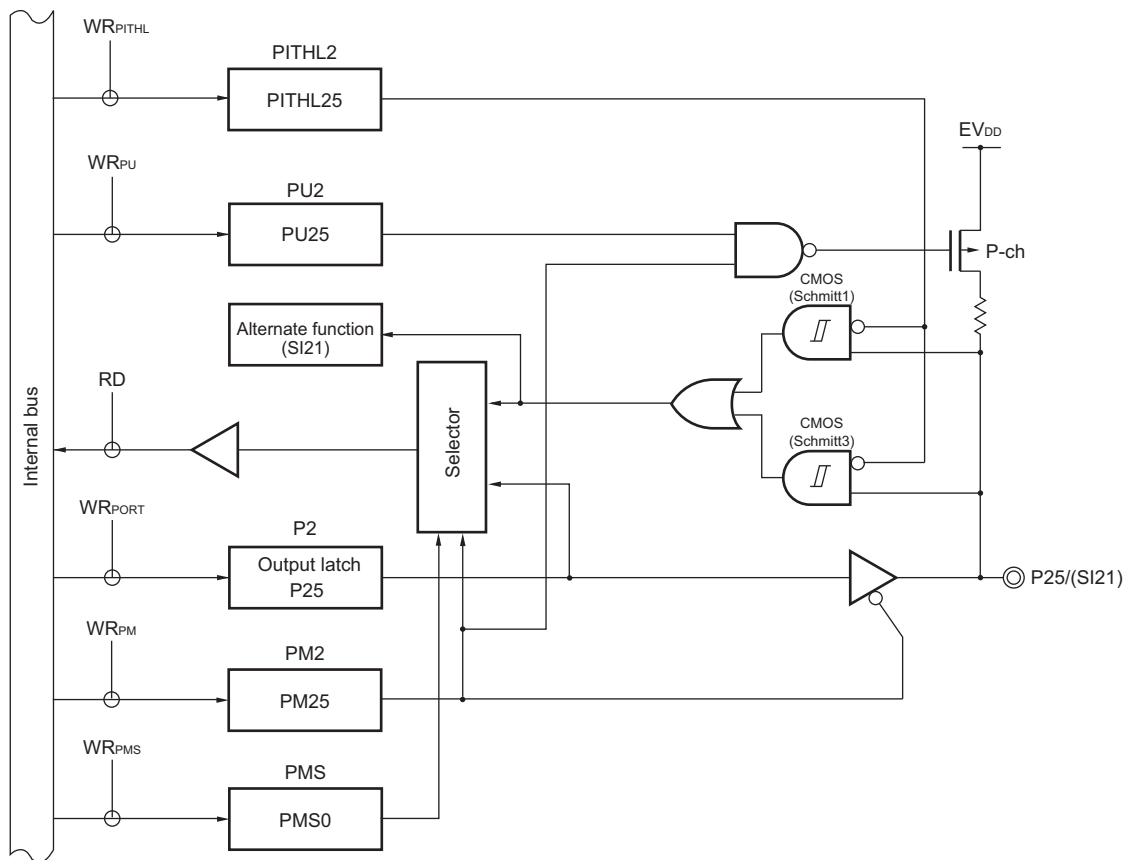 WRPITHL
PITHL2
PITHL25
EVDD
WRPU
PU2
PU25
P-ch
CMOS
(Schmitt1)
Alternate function
(SI21)
RD
Selector
CMOS
(Schmitt3)
Internal bus
WRPORT
P2
Output latch
P25
P25/(SI21)
WRPM
PM2
PM25
WRPMS
PMS
PMS0